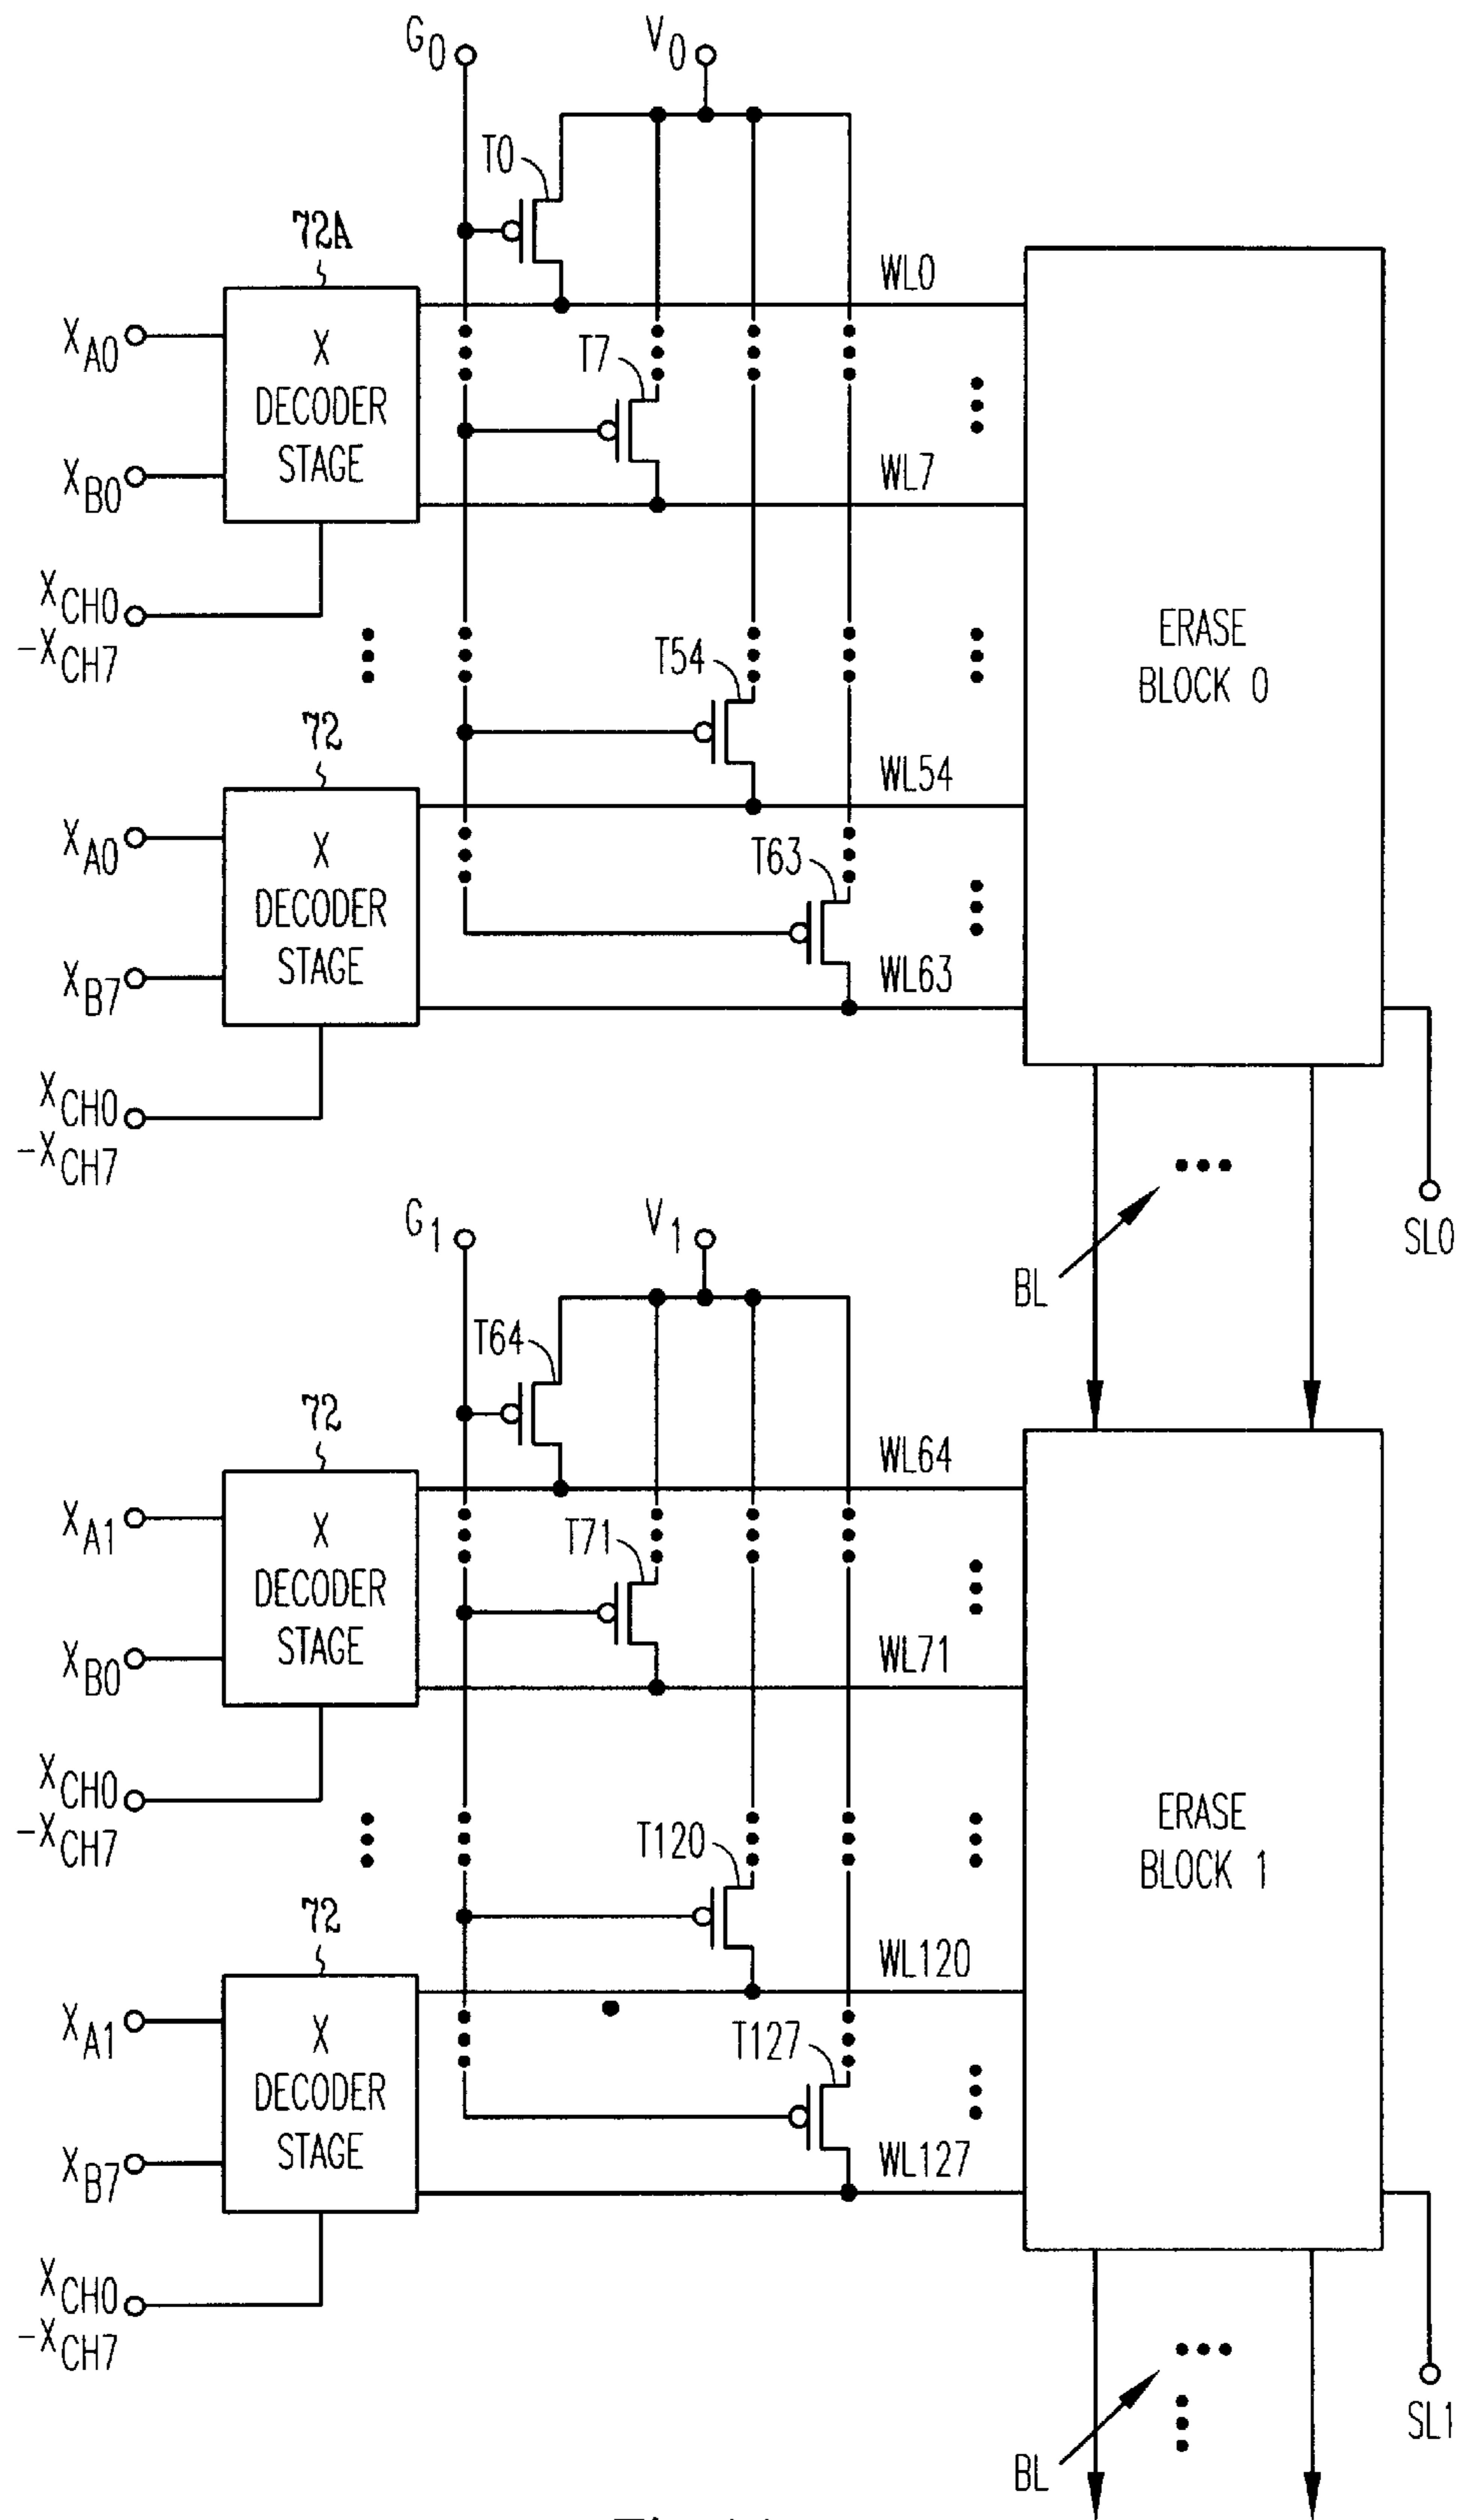 G0 V0
T0
72A
WL0
XA0
X
DECODER
STAGE
T7
XB0
WL7
XCH0
-XCH7
T54
ERASE
BLOCK 0
72
WL54
XA0
X
DECODER
STAGE
T63
XB7
WL63
XCH0
-XCH7
SL0
BL
G1 V1
T64
72
WL64
XA1
X
DECODER
STAGE
T71
XB0
WL71
XCH0
-XCH7
T120
ERASE
BLOCK 1
72
WL120
XA1
X
DECODER
STAGE
T127
XB7
WL127
XCH0
-XCH7
SL1
BL